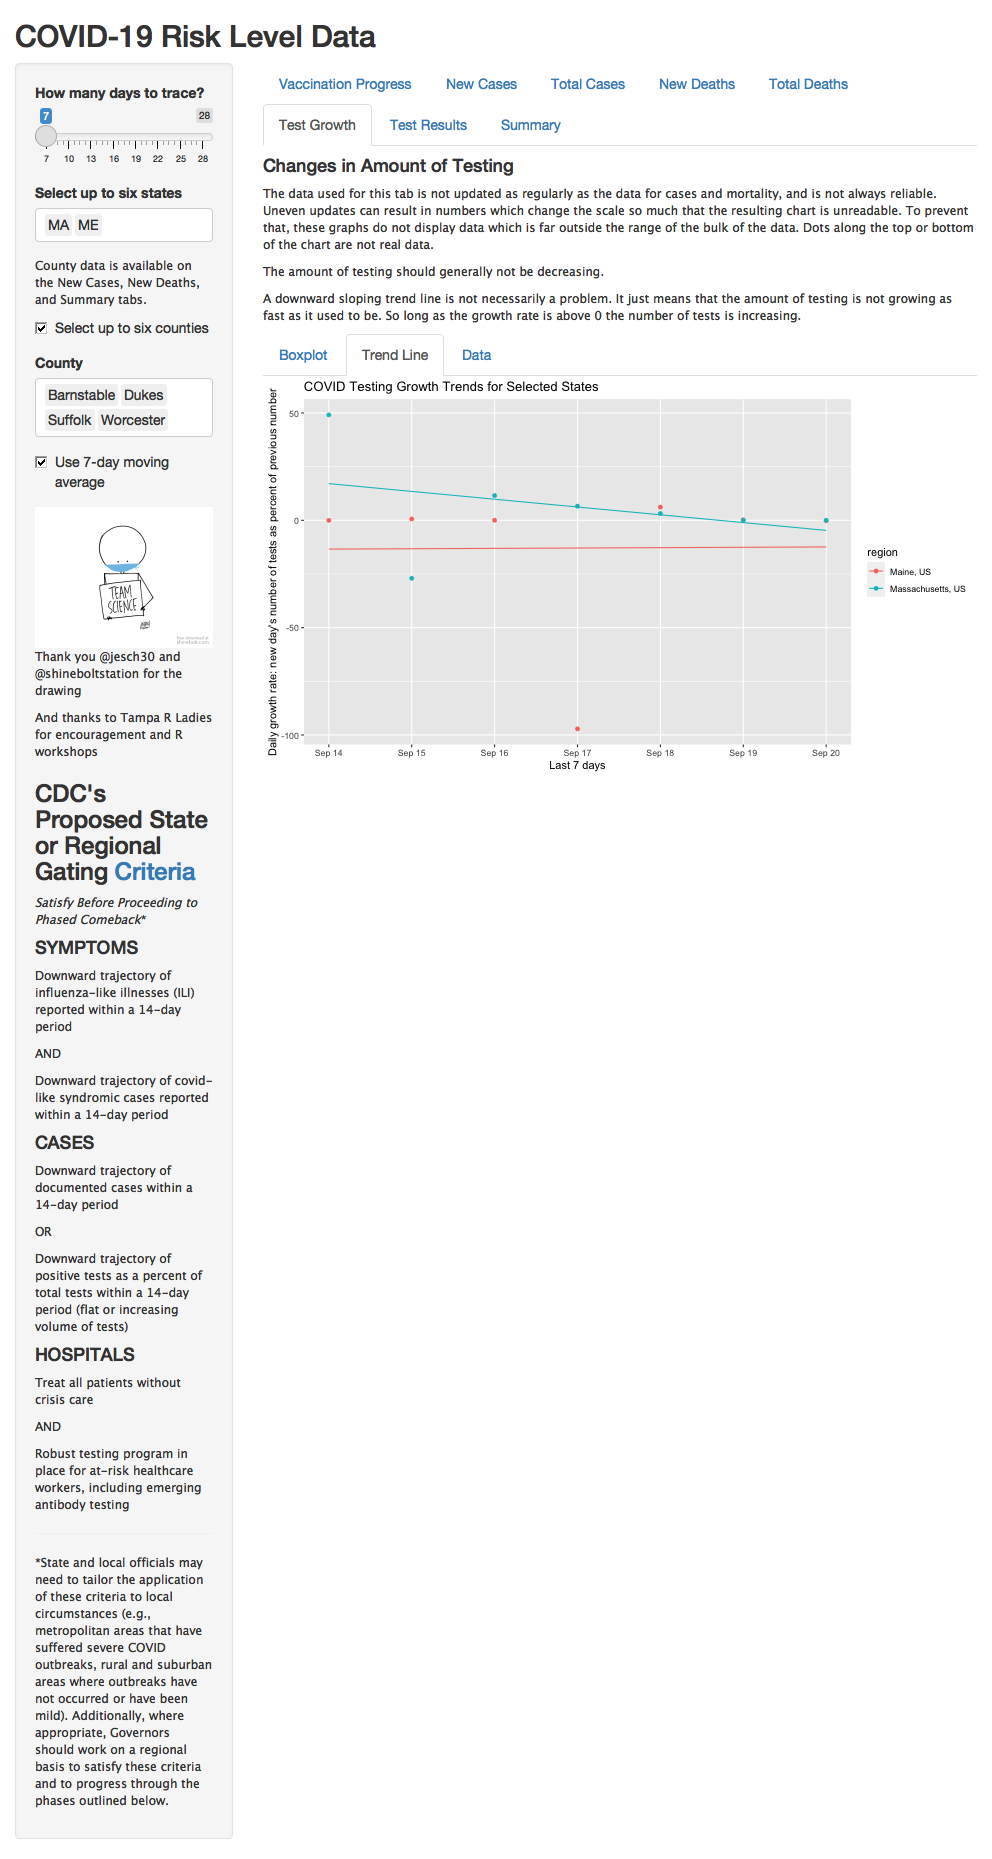 COVID-19 Risk Level Data
How many days to trace?
7
28
7 10 13 16 19 22 25 28
Select up to six states
MA ME
County data is available on
the New Cases, New Deaths,
and Summary tabs.
Select up to six counties
County
Barnstable Dukes
Suffolk Worcester
Use 7-day moving
average
TEAM
SCIENCE
Thank you @jesch30 and
@shineboltstation for the
drawing
And thanks to Tampa R Ladies
for encouragement and R
workshops
CDC's
Proposed State
or Regional
Gating Criteria
Satisfy Before Proceeding to
Phased Comeback*
SYMPTOMS
Downward trajectory of
influenza-like illnesses (ILI)
reported within a 14-day
period
AND
Downward trajectory of covid-
like syndromic cases reported
within a 14-day period
CASES
Downward trajectory of
documented cases within a
14-day period
OR
Downward trajectory of
positive tests as a percent of
total tests within a 14-day
period (flat or increasing
volume of tests)
HOSPITALS
Treat all patients without
crisis care
AND
Robust testing program in
place for at-risk healthcare
workers, including emerging
antibody testing
*State and local officials may
need to tailor the application
of these criteria to local
circumstances (e.g.,
metropolitan areas that have
suffered severe COVID
outbreaks, rural and suburban
areas where outbreaks have
not occurred or have been
mild). Additionally, where
appropriate, Governors
should work on a regional
basis to satisfy these criteria
and to progress through the
phases outlined below.
Vaccination Progress New Cases Total Cases New Deaths Total Deaths
Test Growth Test Results Summary
Changes in Amount of Testing
The data used for this tab is not updated as regularly as the data for cases and mortality, and is not always reliable.
Uneven updates can result in numbers which change the scale so much that the resulting chart is unreadable. To prevent
that, these graphs do not display data which is far outside the range of the bulk of the data. Dots along the top or bottom
of the chart are not real data.
The amount of testing should generally not be decreasing.
A downward sloping trend line is not necessarily a problem. It just means that the amount of testing is not growing as
fast as it used to be. So long as the growth rate is above 0 the number of tests is increasing.
Boxplot Trend Line Data
COVID Testing Growth Trends for Selected States
Daily growth rate: new day's number of tests as percent of previous number
50
0
-50
-100
Sep 14 Sep 15 Sep 16 Sep 17 Sep 18 Sep 19 Sep 20
Last 7 days
region
Maine, US
Massachusetts, US